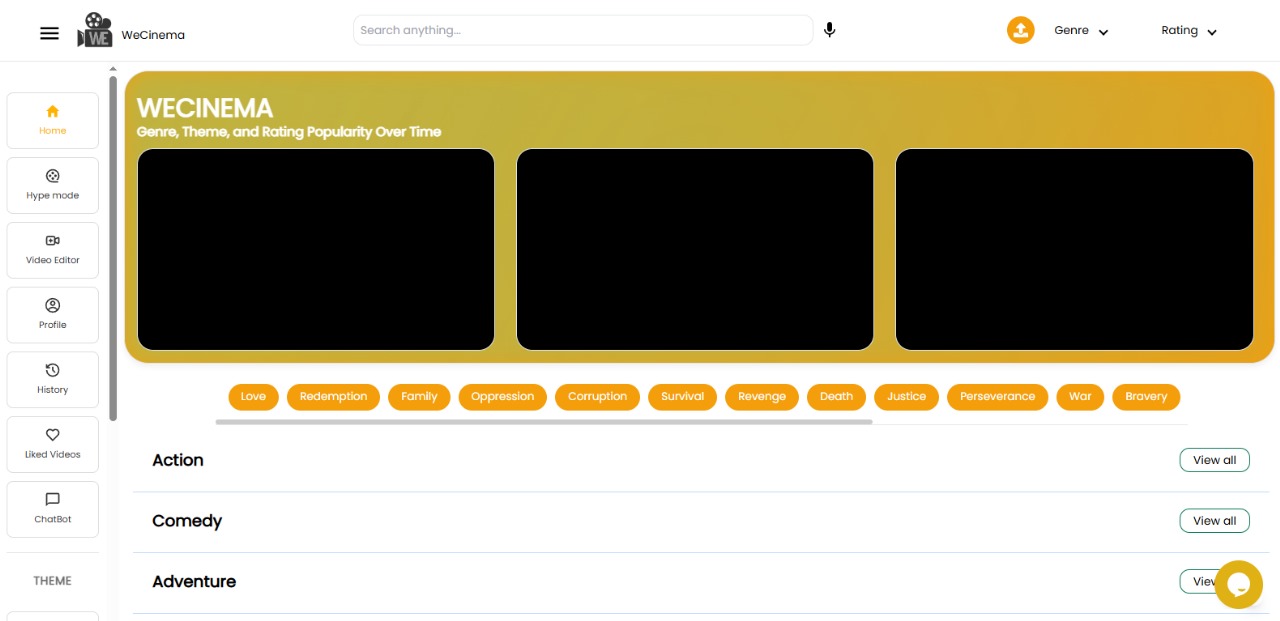 WE
WeCinema
Search anything...
Genre
Rating
Home
Hype mode
Video Editor
Profile
History
Liked Videos
ChatBot
THEME
WECINEMA
Genre, Theme, and Rating Popularity Over Time
Love Redemption Family Oppression Corruption Survival Revenge Death Justice Perseverance War Bravery
Action View all
Comedy View all
Adventure View